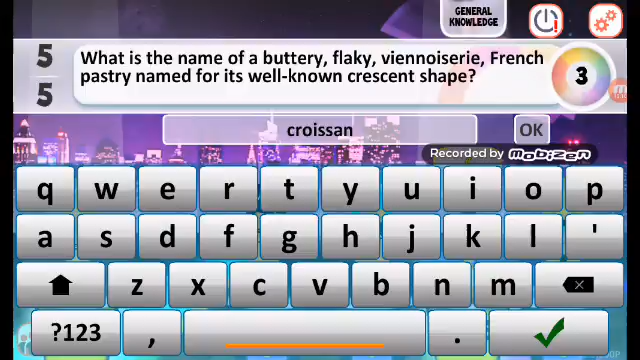 GENERAL
KNOWLEDGE
5
5
What is the name of a buttery, flaky, viennoiserie, French
pastry named for its well-known crescent shape?
3
croissan
OK
Recorded by Mobizen
q w e r t y u i o p
a s d f g h j k l '
z x c v b n m
?123 , .